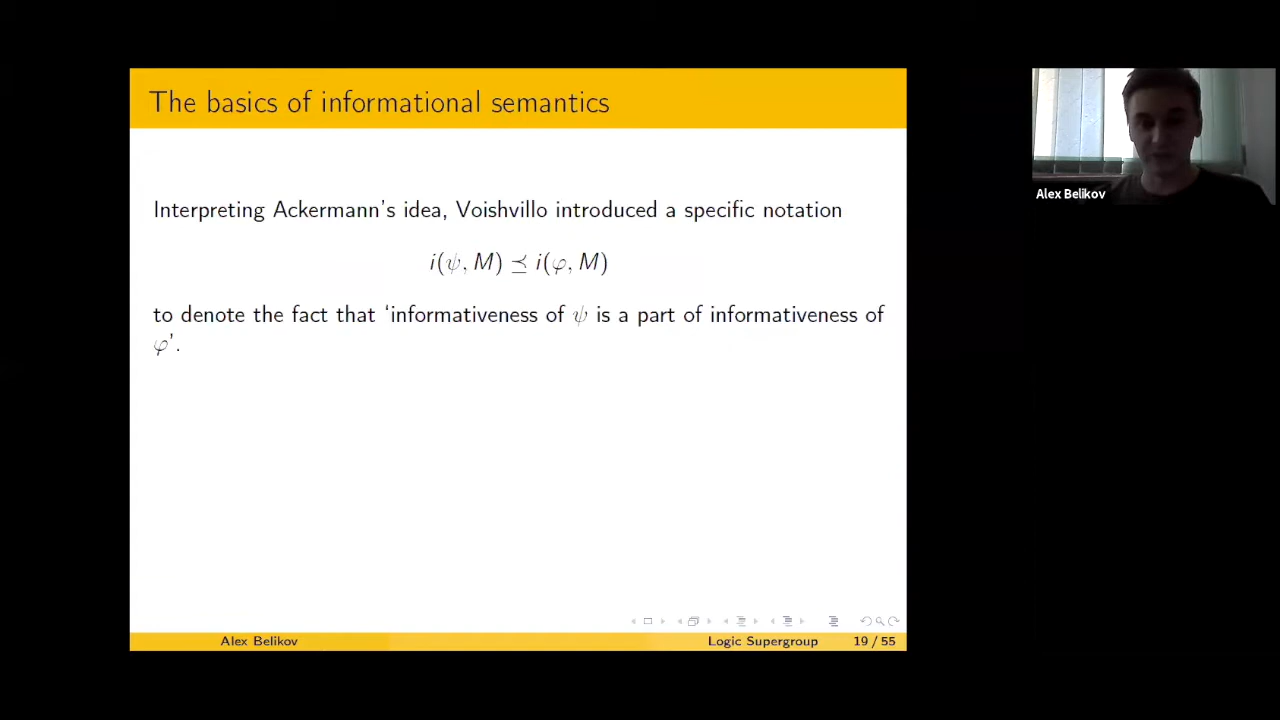 The basics of informational semantics
Interpreting Ackermann's idea, Voishvillo introduced a specific notation
i(ψ, M) ⪯ i(φ, M)
to denote the fact that ‘informativeness of ψ is a part of informativeness of
φ’.
Alex Belikov
Logic Supergroup
19 / 55
Alex Belikov